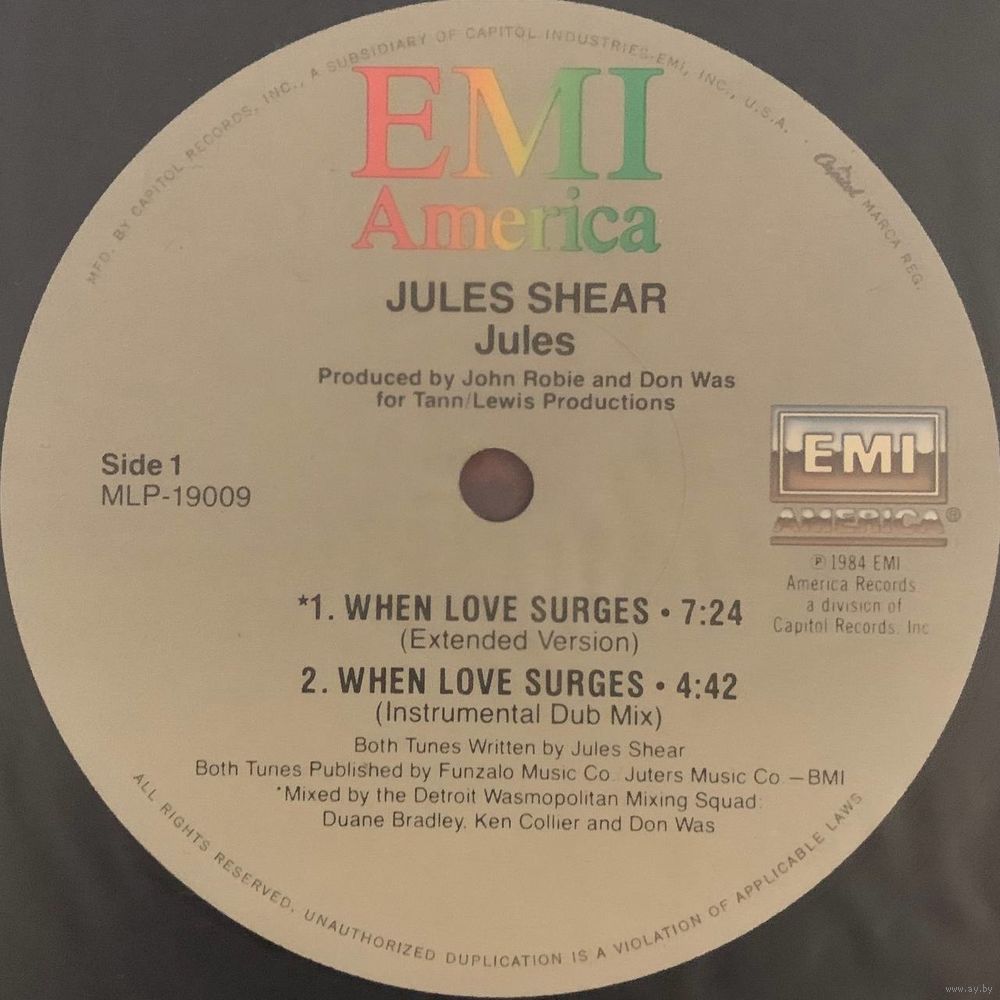 MFD. BY CAPITOL RECORDS, INC., A SUBSIDIARY OF CAPITOL INDUSTRIES-EMI, INC., U.S.A.
Capitol MARCA REG.
EMI
America
JULES SHEAR
Jules
Produced by John Robie and Don Was
for Tann/Lewis Productions
Side 1
MLP-19009
EMI
AMERICA®
℗ 1984 EMI
America Records
a division of
Capitol Records, Inc
*1. WHEN LOVE SURGES • 7:24
(Extended Version)
2. WHEN LOVE SURGES • 4:42
(Instrumental Dub Mix)
Both Tunes Written by Jules Shear
Both Tunes Published by Funzalo Music Co. Juters Music Co. – BMI
*Mixed by the Detroit Wasmopolitan Mixing Squad:
Duane Bradley, Ken Collier and Don Was
ALL RIGHTS RESERVED. UNAUTHORIZED DUPLICATION IS A VIOLATION OF APPLICABLE LAWS
www.ay.by